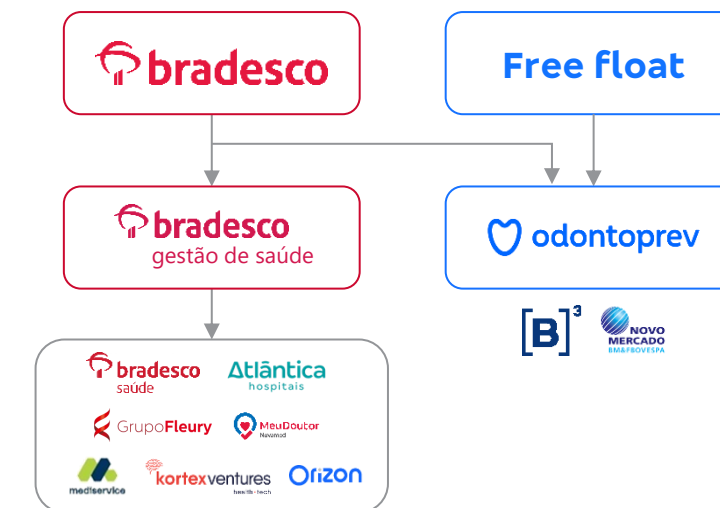 bradesco
Free float
bradesco
gestão de saúde
odontoprev
[B]³
NOVO
MERCADO
BM&FBOVESPA
bradesco
saúde
Atlântica
hospitais
GrupoFleury
MeuDoutor
Novamed
mediservice
kortexventures
health+tech
Orizon